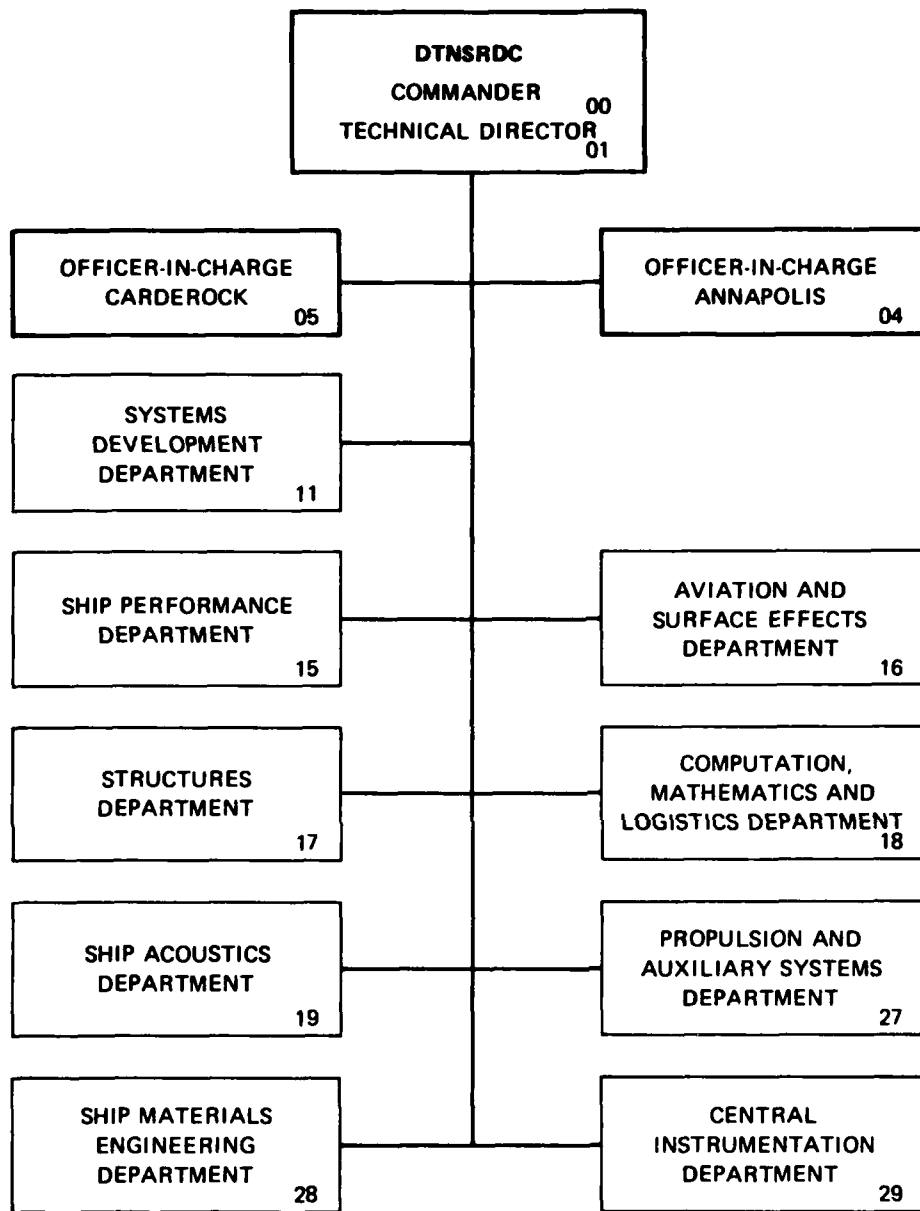 DTNSRDC
COMMANDER
00
TECHNICAL DIRECTOR
01
OFFICER-IN-CHARGE
CARDEROCK
05
OFFICER-IN-CHARGE
ANNAPOLIS
04
SYSTEMS
DEVELOPMENT
DEPARTMENT
11
SHIP PERFORMANCE
DEPARTMENT
15
AVIATION AND
SURFACE EFFECTS
DEPARTMENT
16
STRUCTURES
DEPARTMENT
17
COMPUTATION,
MATHEMATICS AND
LOGISTICS DEPARTMENT
18
SHIP ACOUSTICS
DEPARTMENT
19
PROPULSION AND
AUXILIARY SYSTEMS
DEPARTMENT
27
SHIP MATERIALS
ENGINEERING
DEPARTMENT
28
CENTRAL
INSTRUMENTATION
DEPARTMENT
29